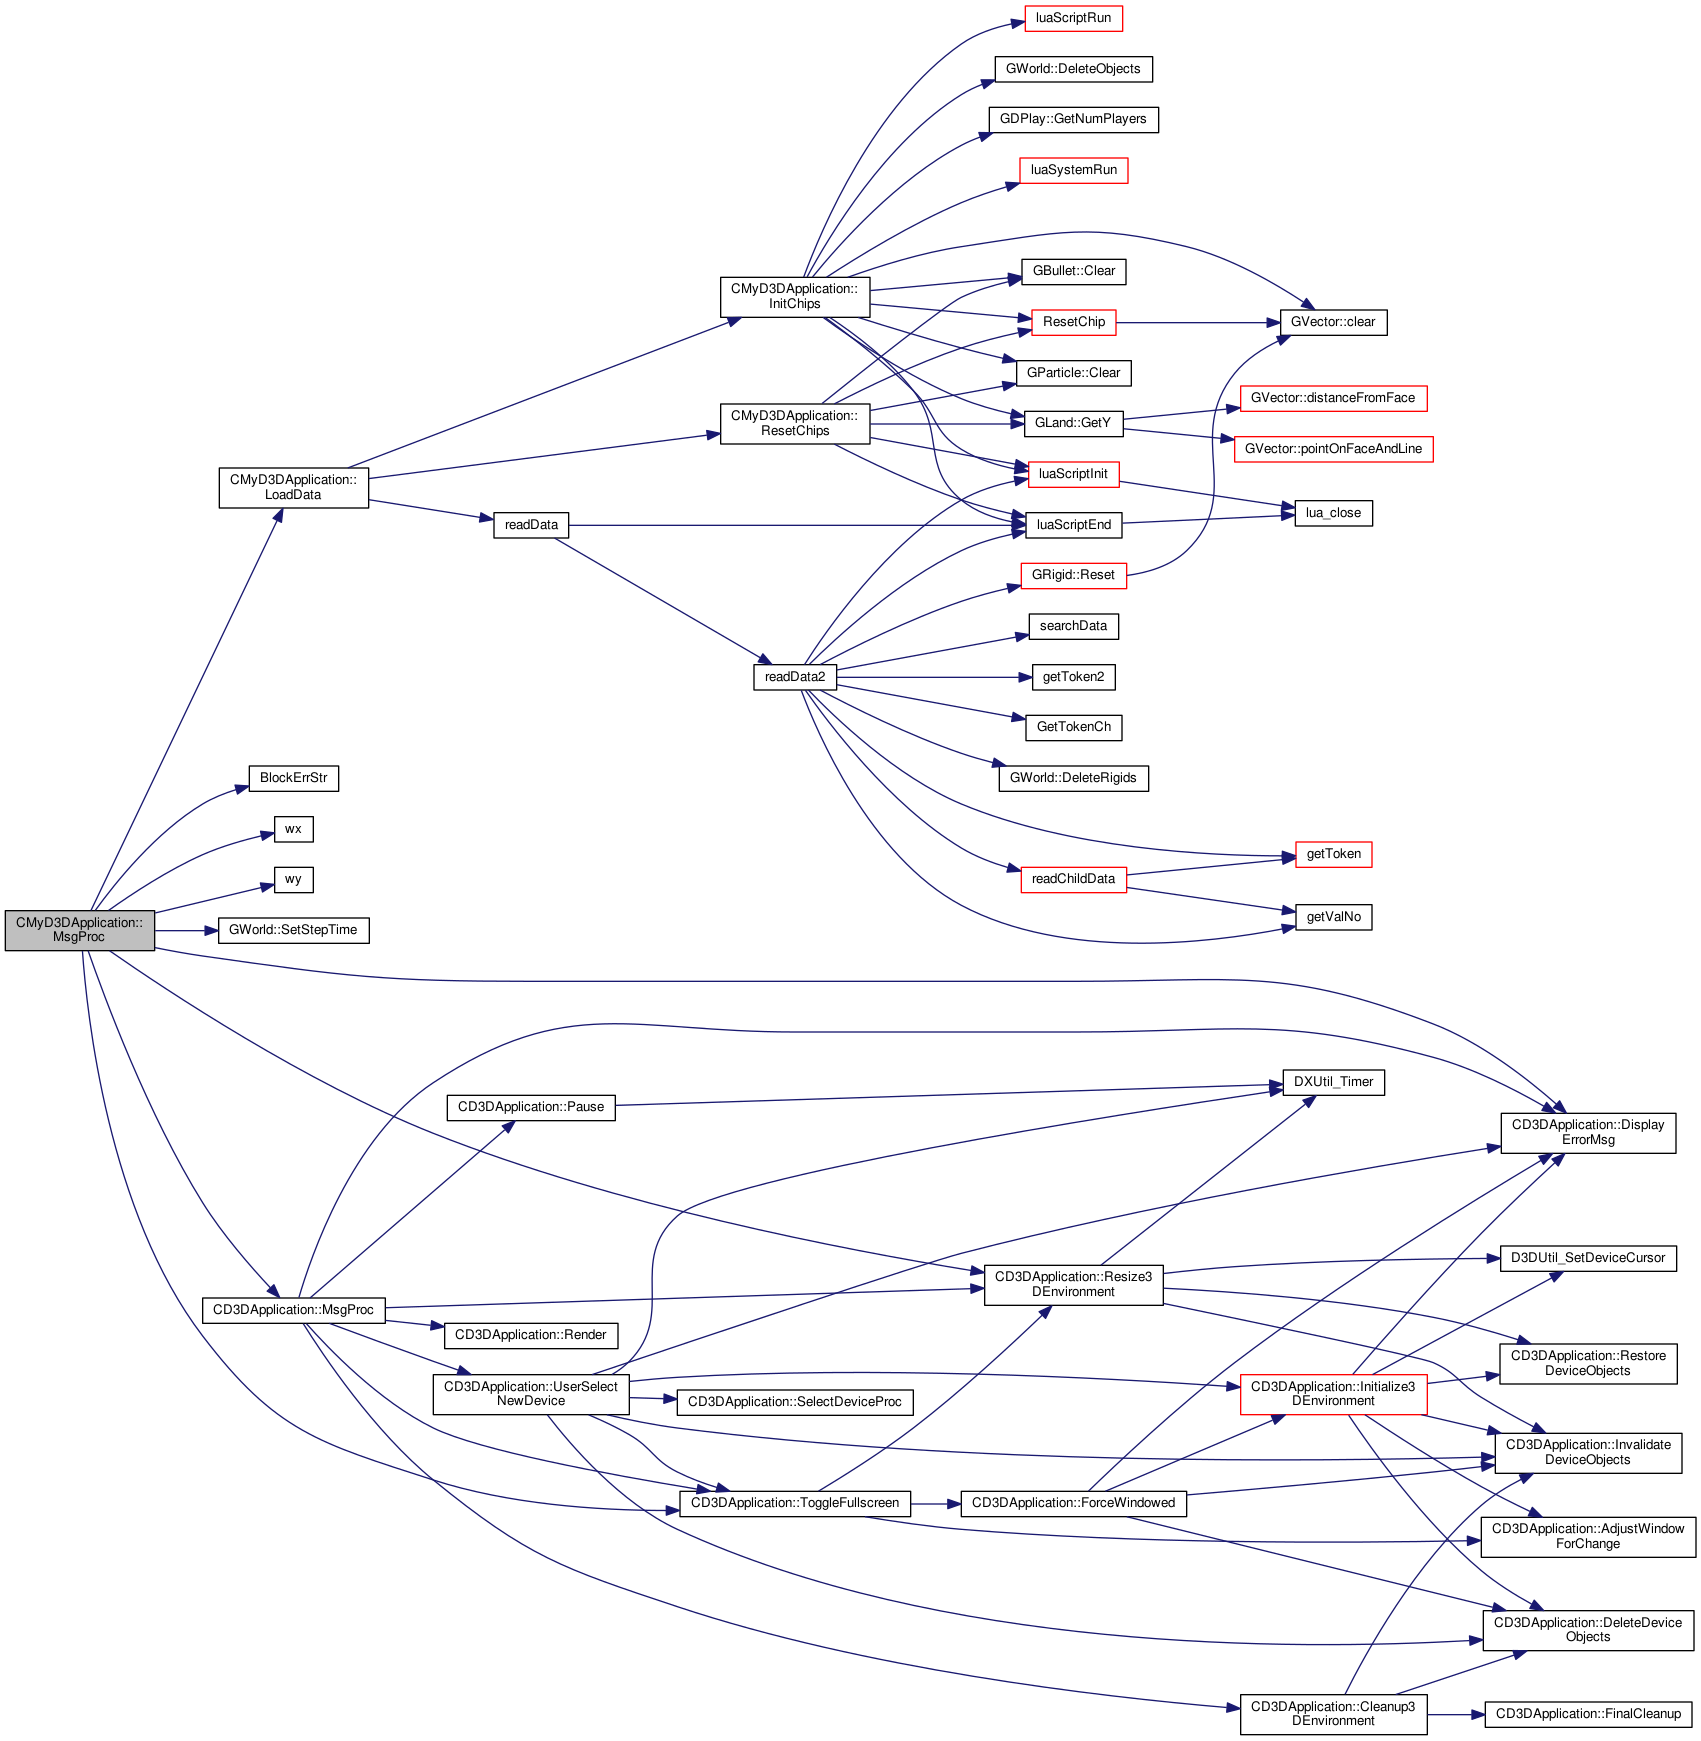 luaScriptRun
GWorld::DeleteObjects
GDPlay::GetNumPlayers
luaSystemRun
CMyD3DApplication::
InitChips
GBullet::Clear
ResetChip
GVector::clear
GParticle::Clear
CMyD3DApplication::
ResetChips
GLand::GetY
GVector::distanceFromFace
GVector::pointOnFaceAndLine
CMyD3DApplication::
LoadData
luaScriptInit
readData
luaScriptEnd
lua_close
GRigid::Reset
searchData
readData2
getToken2
GetTokenCh
GWorld::DeleteRigids
BlockErrStr
wx
wy
getToken
readChildData
getValNo
CMyD3DApplication::
MsgProc
GWorld::SetStepTime
DXUtil_Timer
CD3DApplication::Pause
CD3DApplication::Display
ErrorMsg
D3DUtil_SetDeviceCursor
CD3DApplication::Resize3
DEnvironment
CD3DApplication::MsgProc
CD3DApplication::Render
CD3DApplication::Restore
DeviceObjects
CD3DApplication::UserSelect
NewDevice
CD3DApplication::SelectDeviceProc
CD3DApplication::Initialize3
DEnvironment
CD3DApplication::Invalidate
DeviceObjects
CD3DApplication::ToggleFullscreen
CD3DApplication::ForceWindowed
CD3DApplication::AdjustWindow
ForChange
CD3DApplication::DeleteDevice
Objects
CD3DApplication::Cleanup3
DEnvironment
CD3DApplication::FinalCleanup